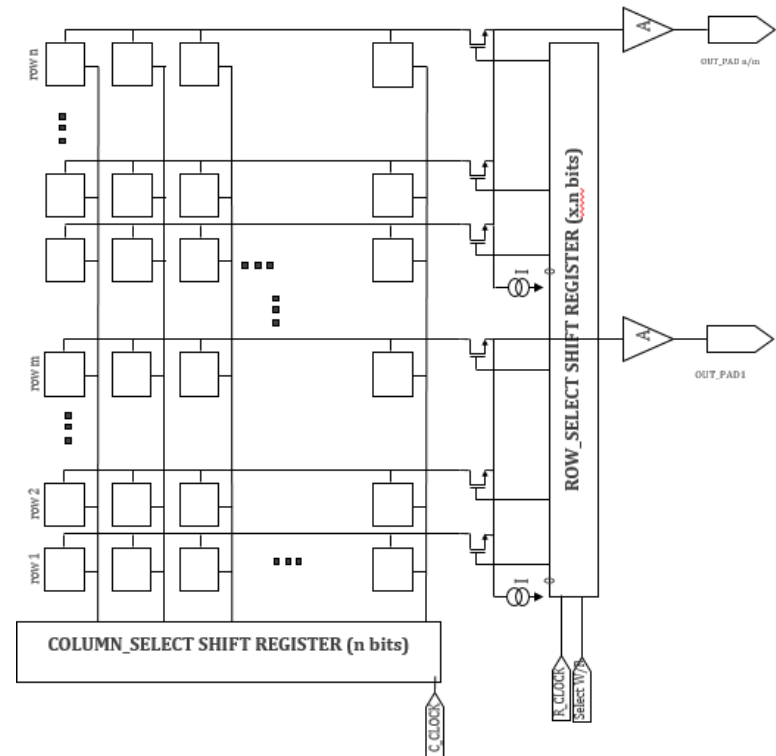 row n
A
OUT_PAD n/m
ROW_SELECT SHIFT REGISTER (x.n bits)
I
0
A
OUT_PAD1
row m
row 2
row 1
I
0
COLUMN_SELECT SHIFT REGISTER (n bits)
R_CLOCK
Select W/R
C_CLOCK